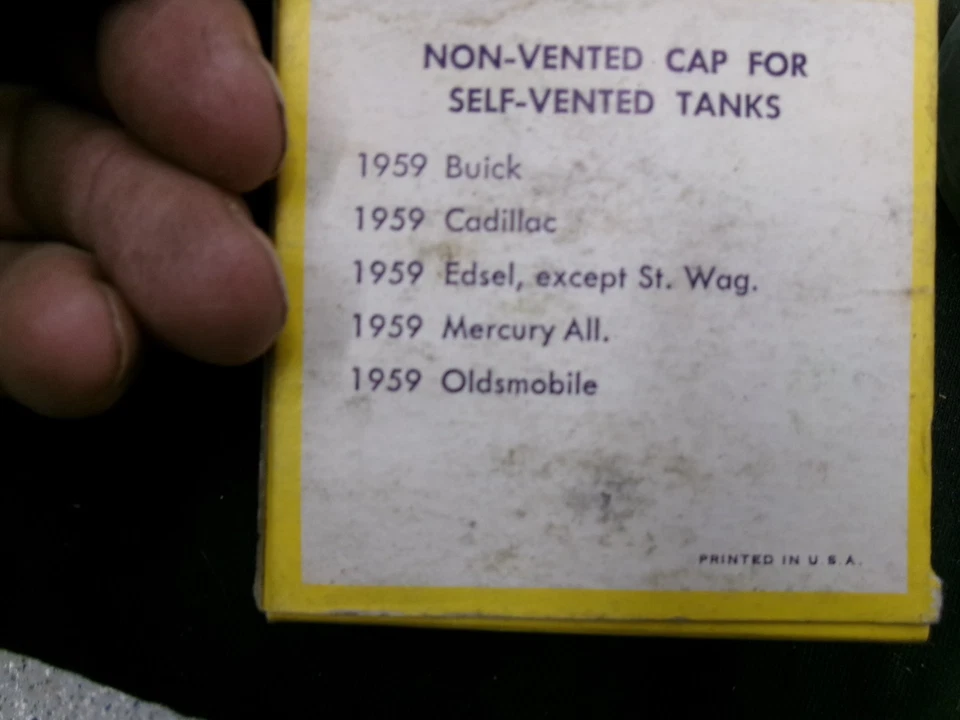 NON-VENTED CAP FOR
SELF-VENTED TANKS
1959 Buick
1959 Cadillac
1959 Edsel, except St. Wag.
1959 Mercury All.
1959 Oldsmobile
PRINTED IN U S A.